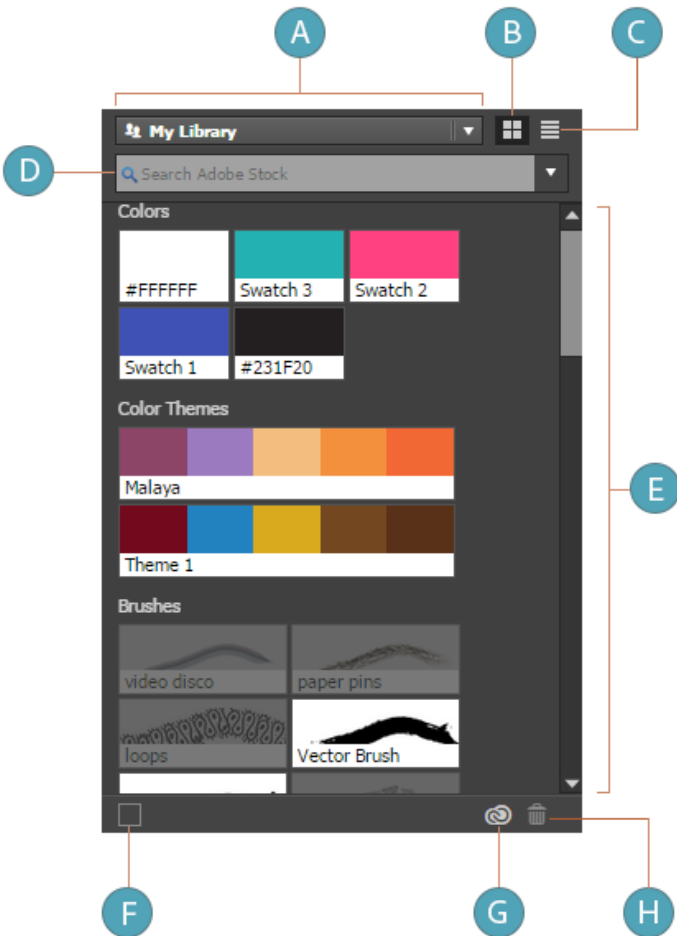 A
B
C
My Library
D
Search Adobe Stock
Colors
#FFFFFF
Swatch 3
Swatch 2
Swatch 1
#231F20
Color Themes
Malaya
E
Theme 1
Brushes
video disco
paper pins
loops
Vector Brush
F
G
H